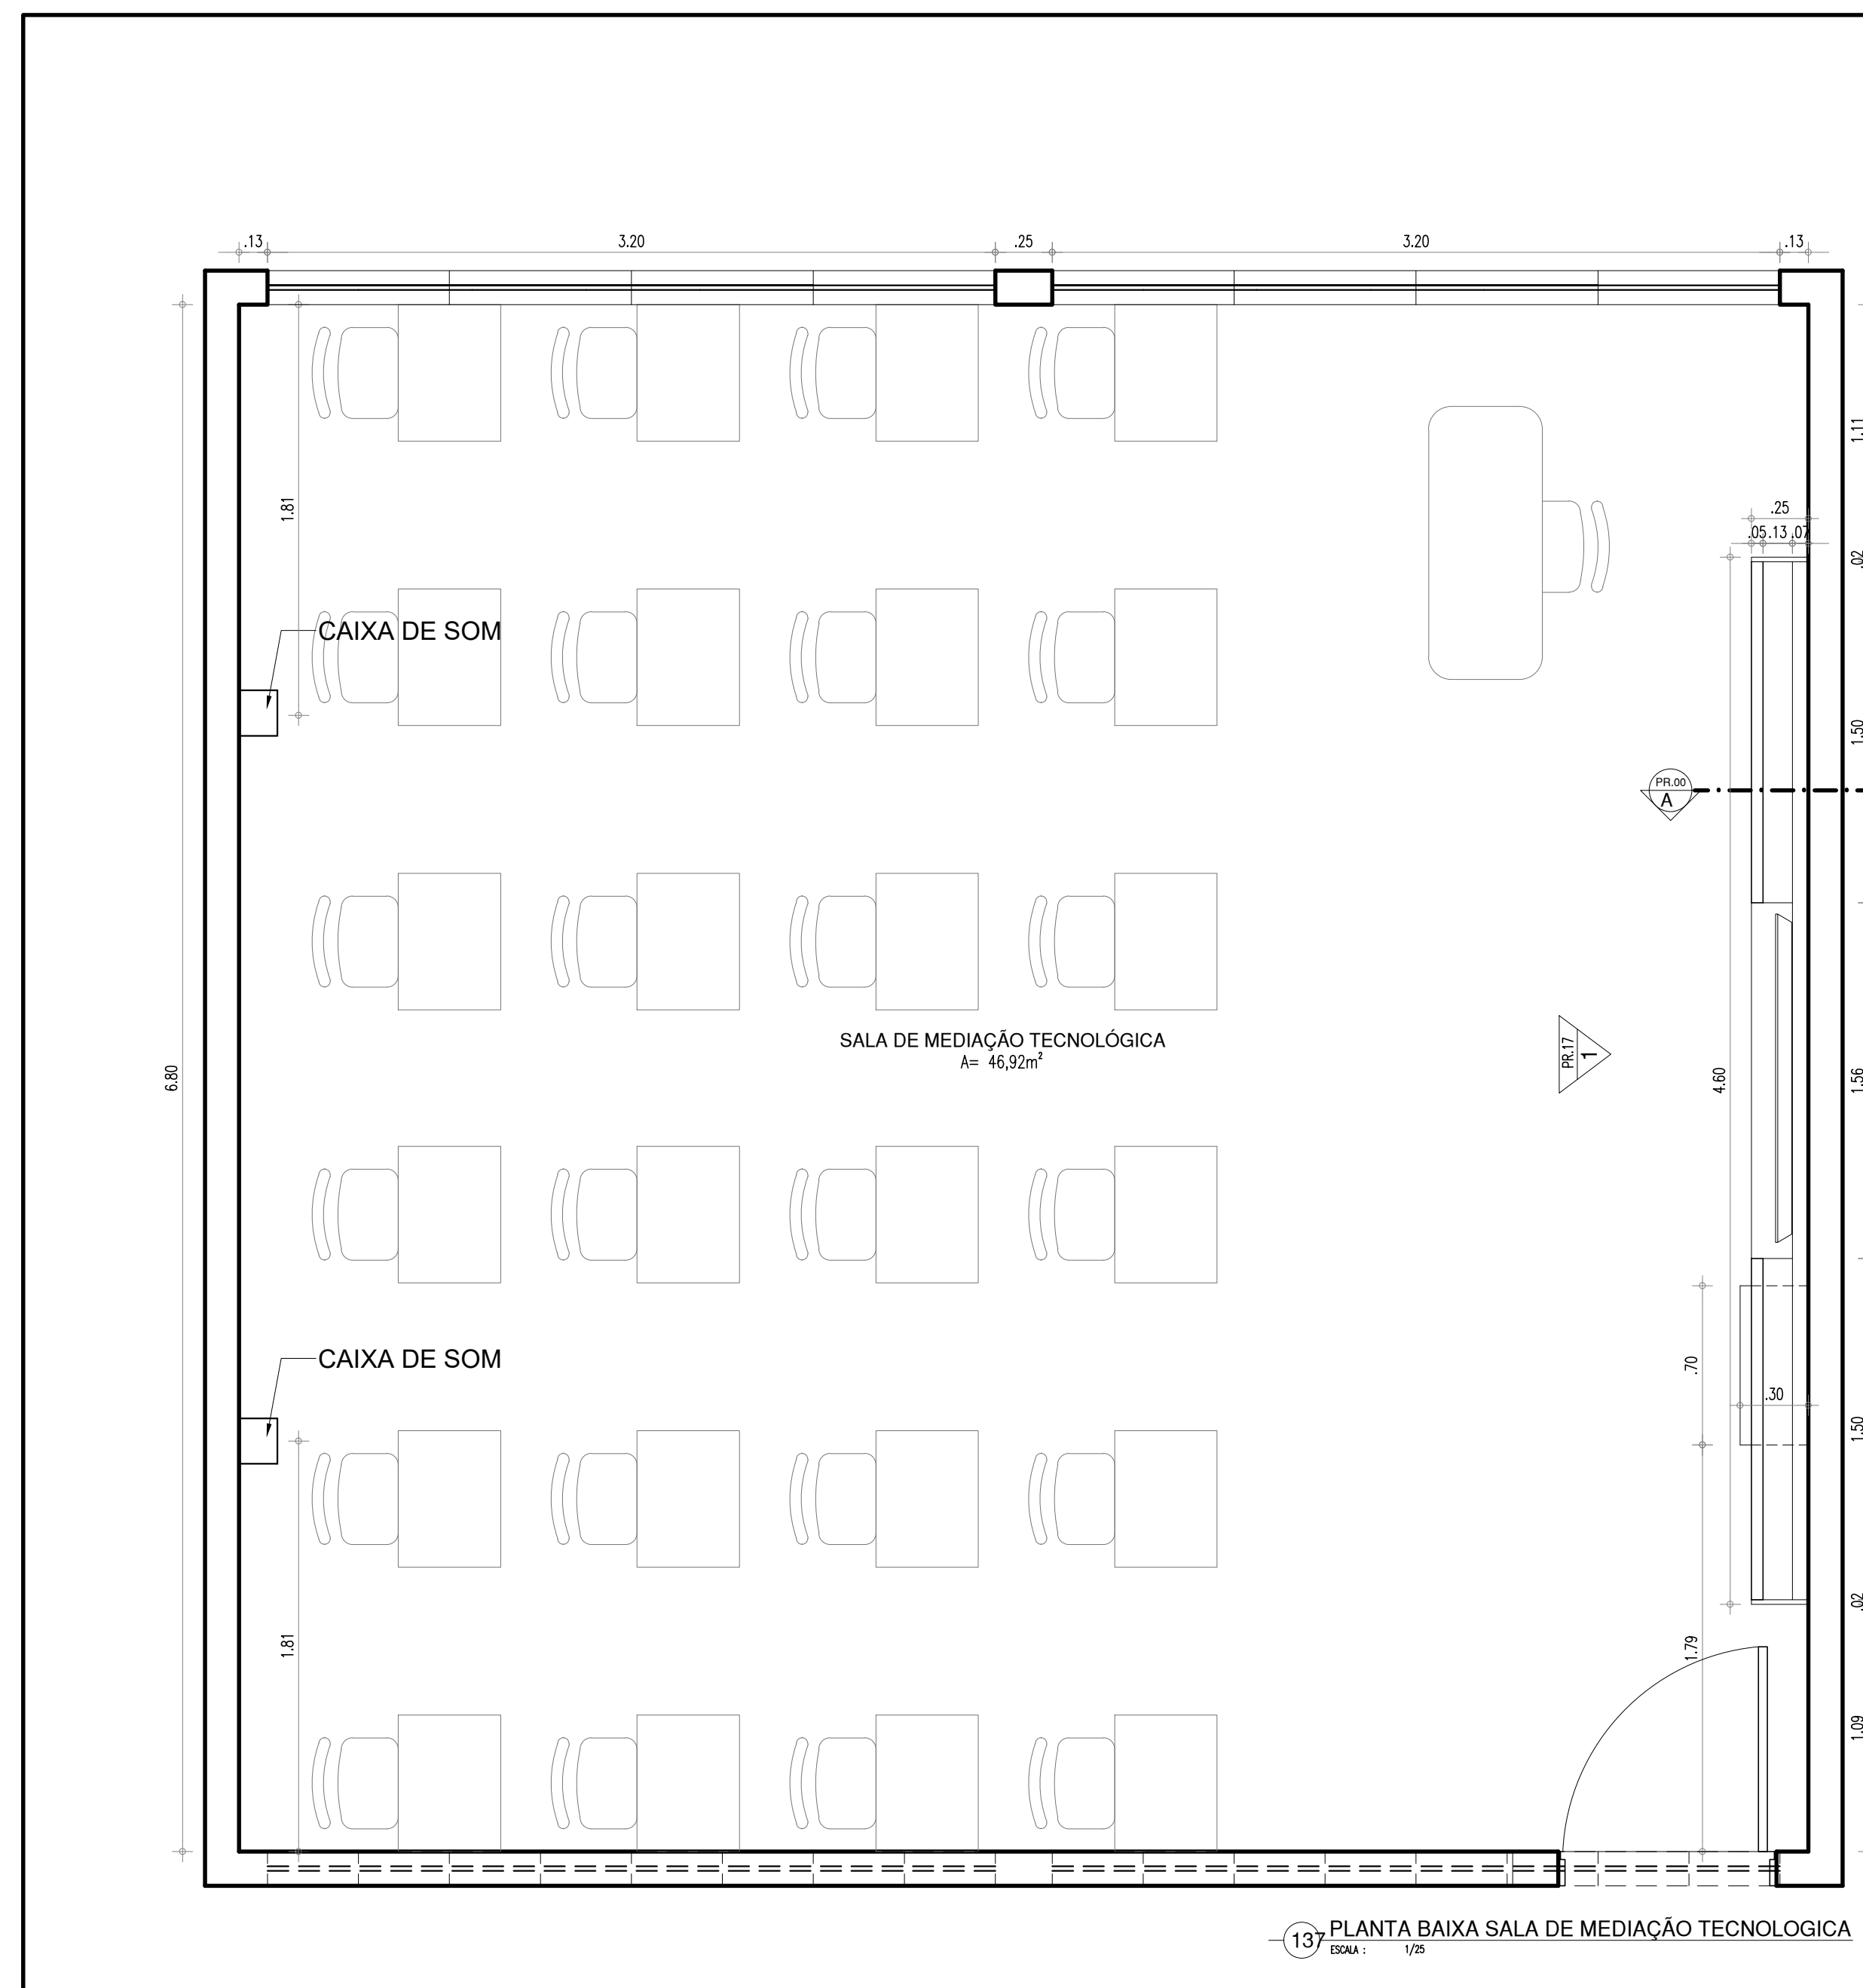 .13
3.20
.25
3.20
.13
1.11
1.81
.25
.05 .13 .07
.02
CAIXA DE SOM
1.50
PR.00
A
SALA DE MEDIAÇÃO TECNOLÓGICA
A= 46,92m²
PR.17
1
6.80
4.60
1.56
CAIXA DE SOM
.70
.30
1.50
.02
1.81
1.79
1.09
137 PLANTA BAIXA SALA DE MEDIAÇÃO TECNOLOGICA
ESCALA : 1/25